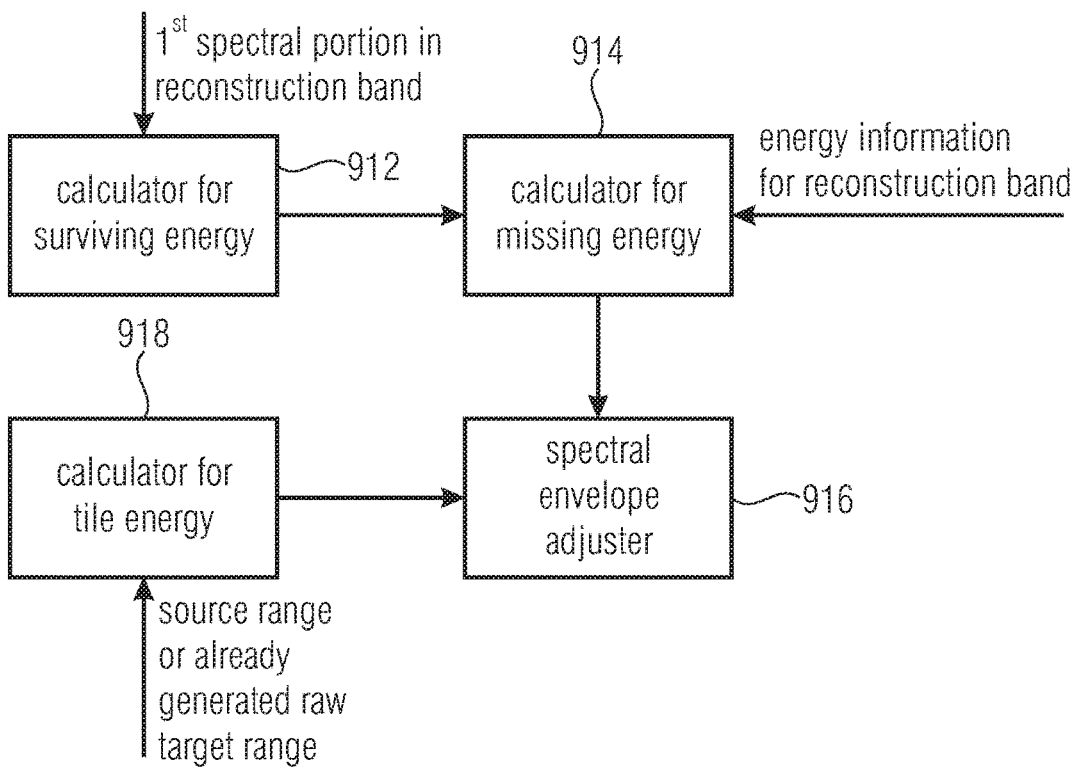 1st spectral portion in
reconstruction band
914
energy information
for reconstruction band
912
calculator for
surviving energy
calculator for
missing energy
918
calculator for
tile energy
spectral
envelope
adjuster
916
source range
or already
generated raw
target range